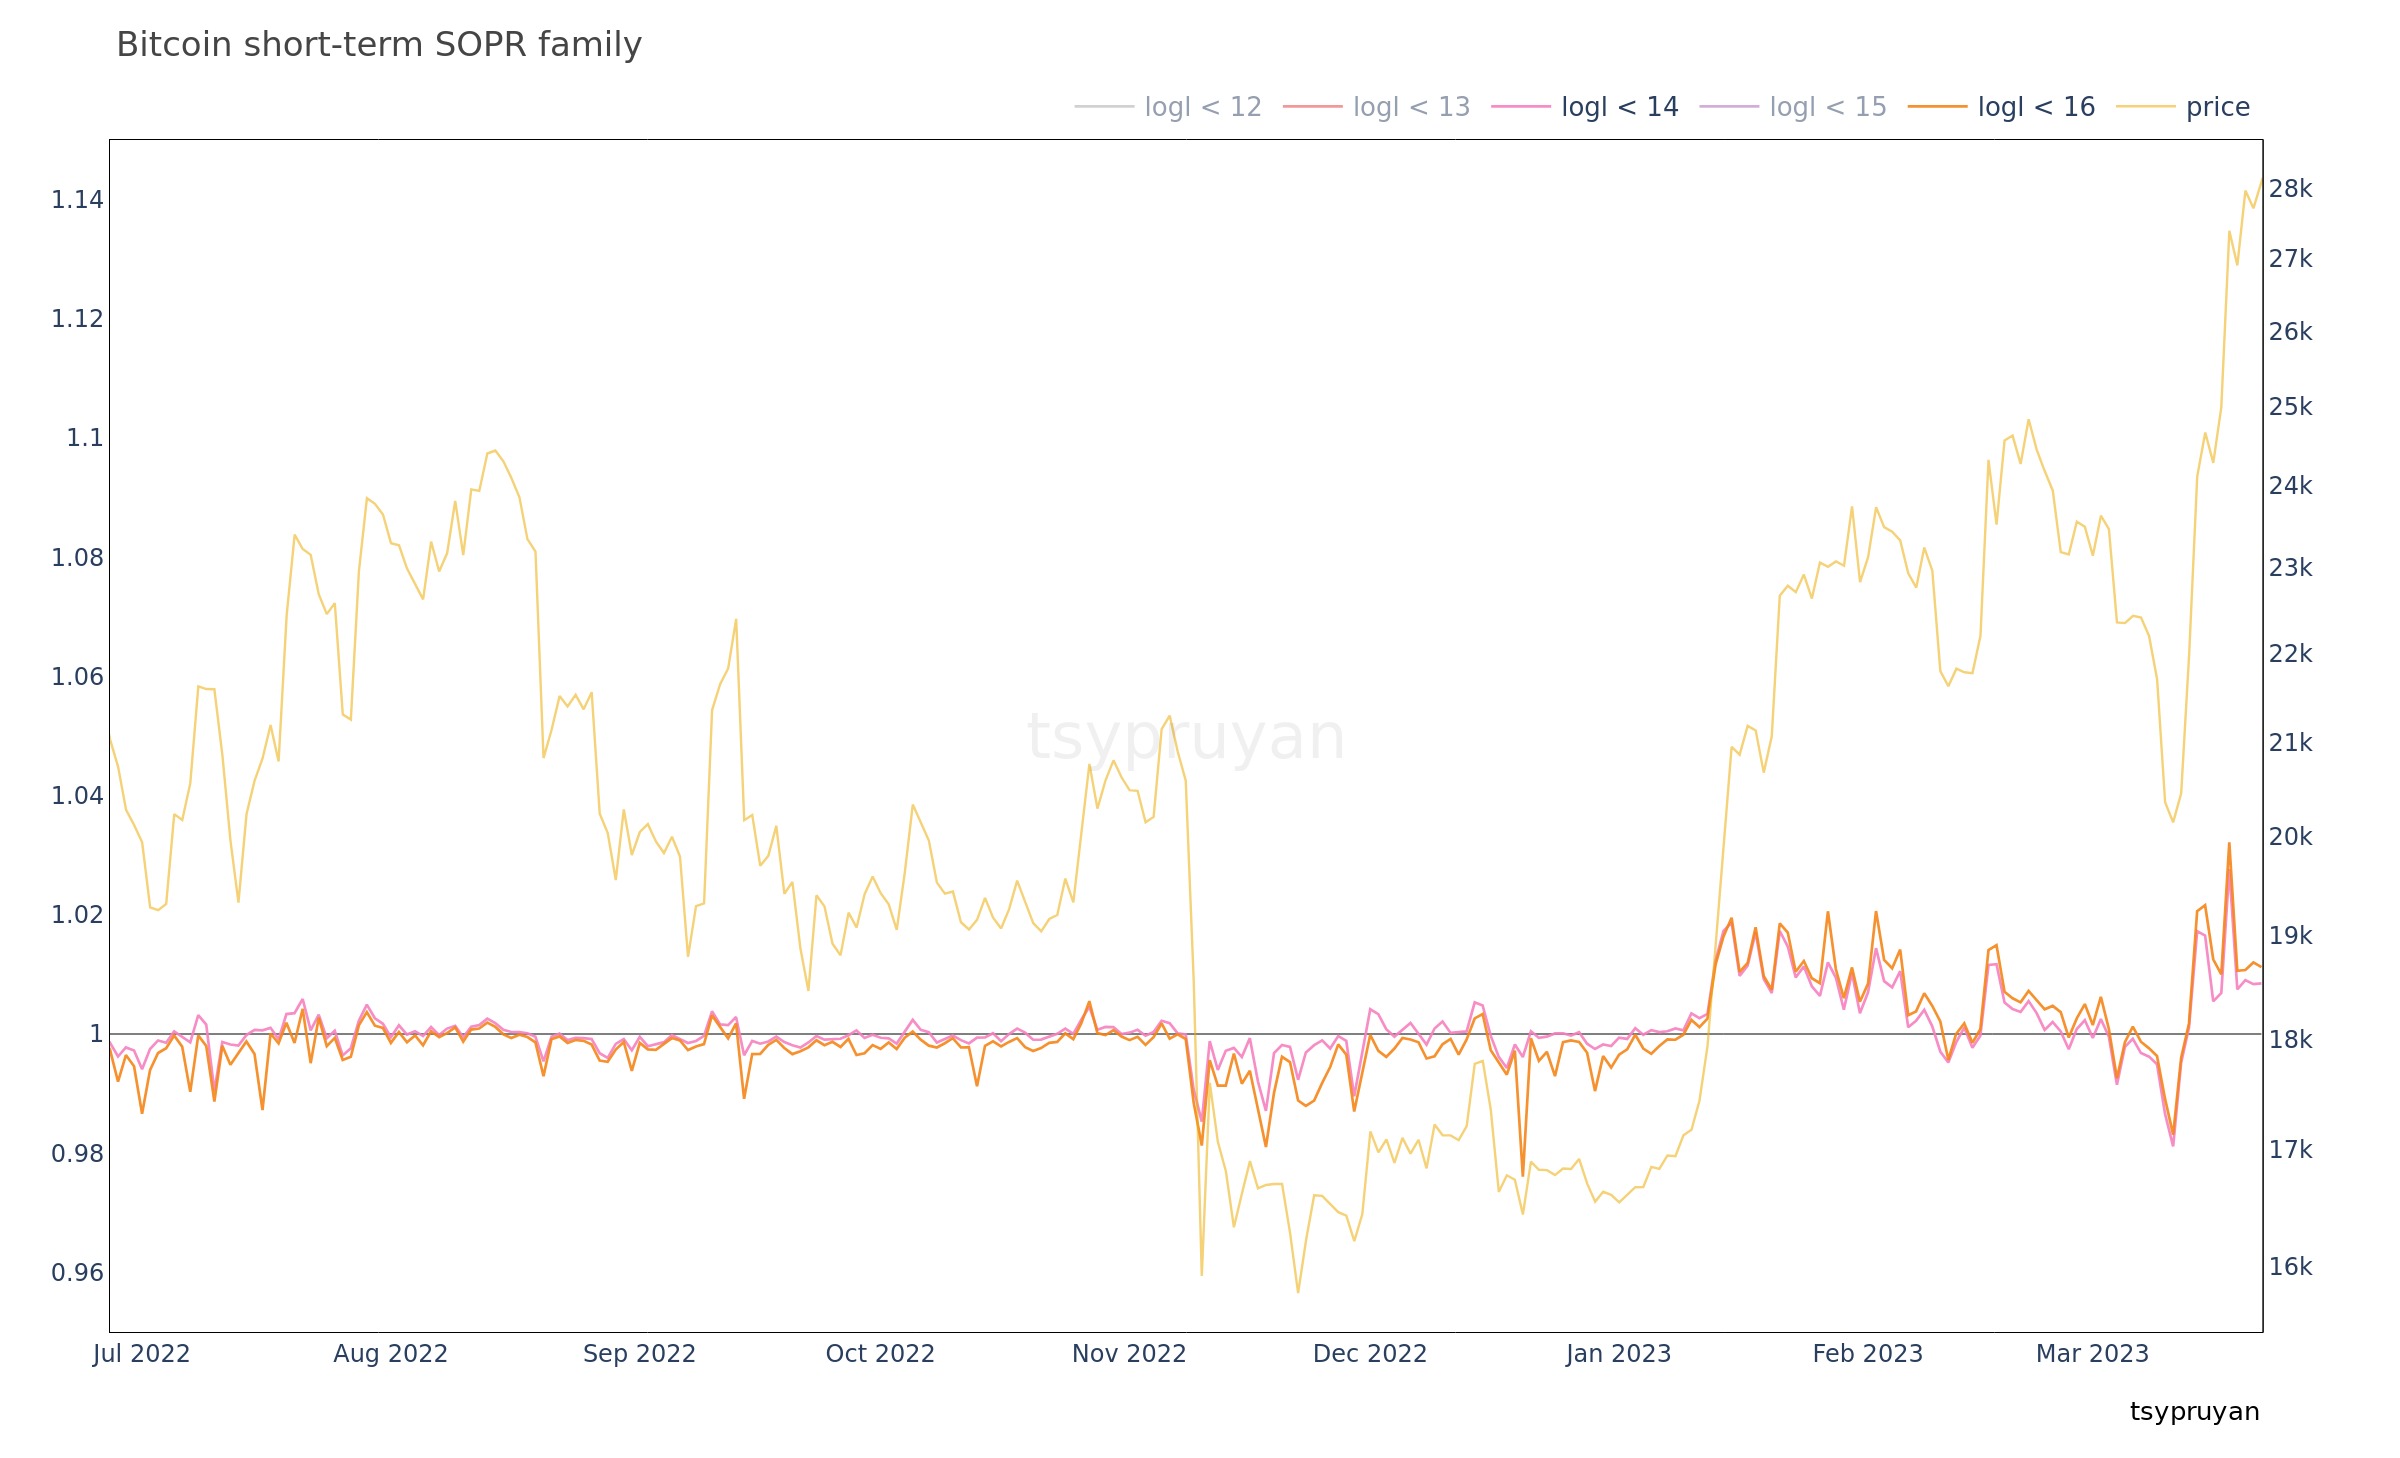 Bitcoin short-term SOPR family
logl < 12 logl < 13 logl < 14 logl < 15 logl < 16 price
1.14
1.12
1.1
1.08
1.06
1.04
1.02
1
0.98
0.96
28k
27k
26k
25k
24k
23k
22k
21k
20k
19k
18k
17k
16k
tsypruyan
Jul 2022 Aug 2022 Sep 2022 Oct 2022 Nov 2022 Dec 2022 Jan 2023 Feb 2023 Mar 2023
tsypruyan